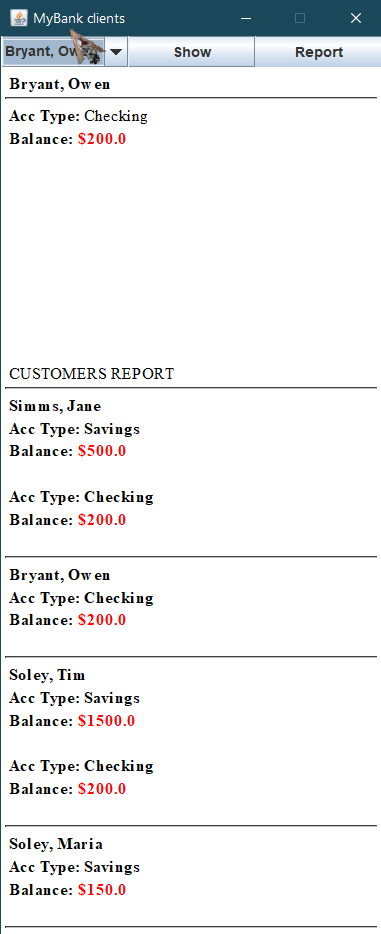 MyBank clients
Bryant, Owen Show Report
Bryant, Owen
Acc Type: Checking
Balance: $200.0
CUSTOMERS REPORT
Simms, Jane
Acc Type: Savings
Balance: $500.0
Acc Type: Checking
Balance: $200.0
Bryant, Owen
Acc Type: Checking
Balance: $200.0
Soley, Tim
Acc Type: Savings
Balance: $1500.0
Acc Type: Checking
Balance: $200.0
Soley, Maria
Acc Type: Savings
Balance: $150.0